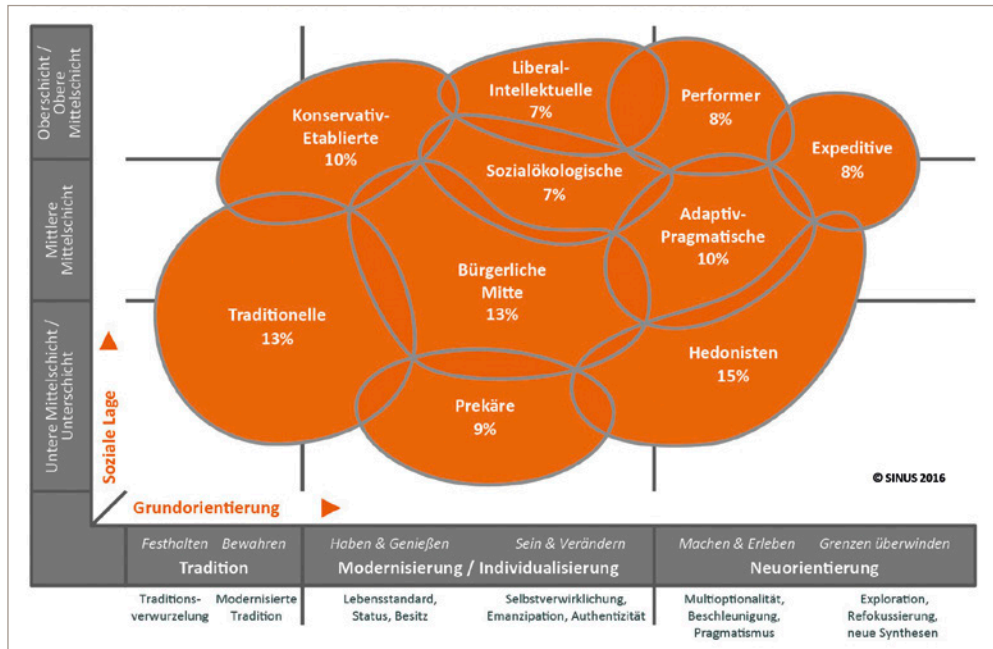 Oberschicht /
Obere
Mittelschicht
Mittlere
Mittelschicht
Untere Mittelschicht /
Unterschicht
Soziale Lage
Konservativ-
Etablierte
10%
Liberal-
Intellektuelle
7%
Performer
8%
Expeditive
8%
Sozialökologische
7%
Adaptiv-
Pragmatische
10%
Traditionelle
13%
Bürgerliche
Mitte
13%
Hedonisten
15%
Prekäre
9%
© SINUS 2016
Grundorientierung
Festhalten Bewahren
Tradition
Haben & Genießen Sein & Verändern
Modernisierung / Individualisierung
Machen & Erleben Grenzen überwinden
Neuorientierung
Traditions-
verwurzelung
Modernisierte
Tradition
Lebensstandard,
Status, Besitz
Selbstverwirklichung,
Emanzipation, Authentizität
Multioptionalität,
Beschleunigung,
Pragmatismus
Exploration,
Refokussierung,
neue Synthesen